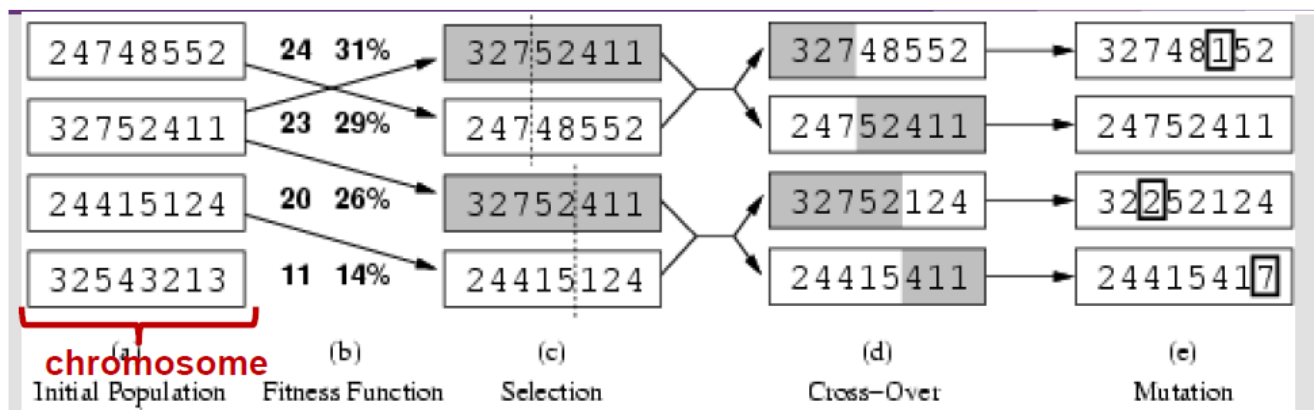 24748552 24 31% 32752411 32748552 32748152
32752411 23 29% 24748552 24752411 24752411
24415124 20 26% 32752411 32752124 32252124
32543213 11 14% 24415124 24415411 24415417
(a) (b) (c) (d) (e)
chromosome
Initial Population Fitness Function Selection Cross-Over Mutation